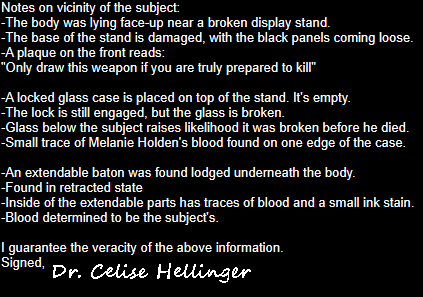 Notes on vicinity of the subject:
-The body was lying face-up near a broken display stand.
-The base of the stand is damaged, with the black panels coming loose.
-A plaque on the front reads:
"Only draw this weapon if you are truly prepared to kill"
-A locked glass case is placed on top of the stand. It's empty.
-The lock is still engaged, but the glass is broken.
-Glass below the subject raises likelihood it was broken before he died.
-Small trace of Melanie Holden's blood found on one edge of the case.
-An extendable baton was found lodged underneath the body.
-Found in retracted state
-Inside of the extendable parts has traces of blood and a small ink stain.
-Blood determined to be the subject's.
I guarantee the veracity of the above information.
Signed, Dr. Celise Hellinger